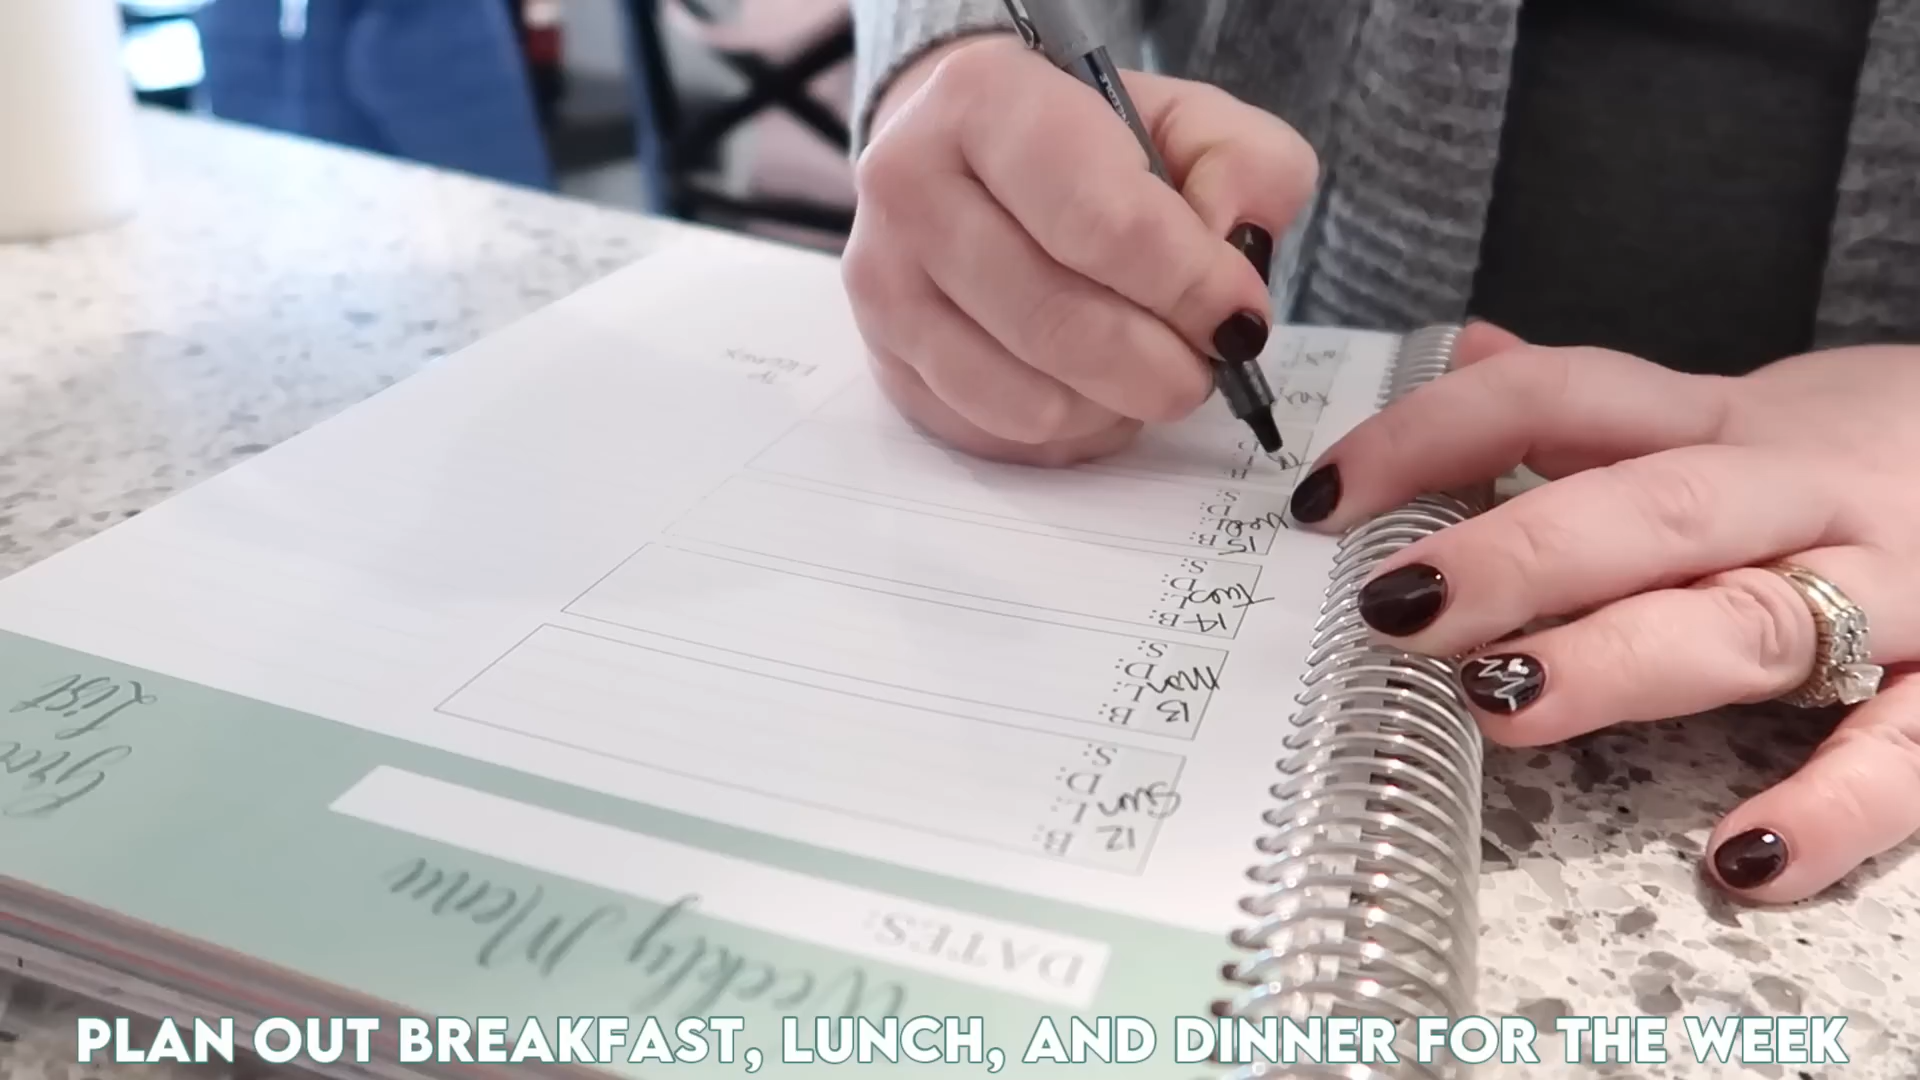 Weekly Menu
DATES:
12
Sun
B:
L:
D:
S:
13
Mon
B:
L:
D:
S:
14
Tues
B:
L:
D:
S:
15
Wed
B:
L:
D:
S:
List
PLAN OUT BREAKFAST, LUNCH, AND DINNER FOR THE WEEK